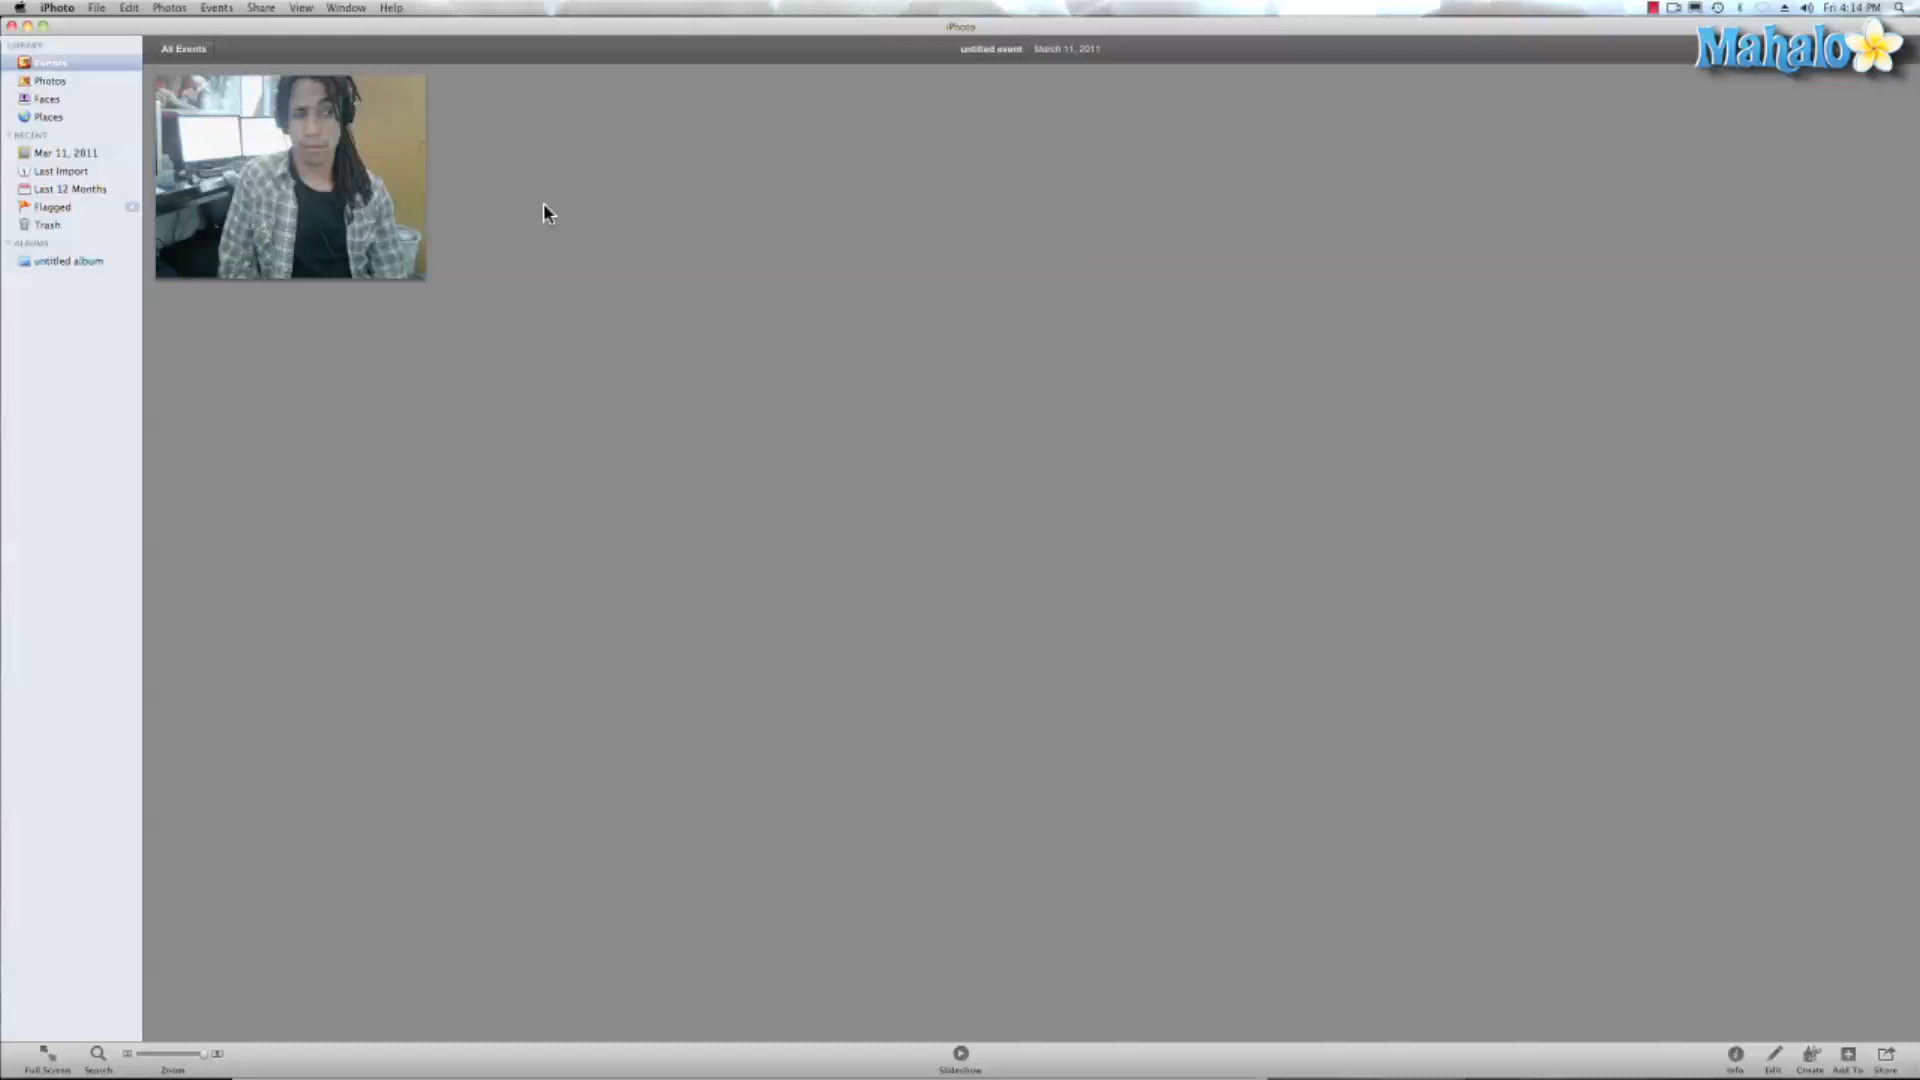 iPhoto File Edit Photos Events Share View Window Help Fri 4:14 PM
iPhoto
Mahalo
LIBRARY
All Events untitled event March 11, 2011
Events
Photos
Faces
Places
RECENT
Mar 11, 2011
Last Import
Last 12 Months
Flagged
Trash
ALBUMS
untitled album
Full Screen Search Zoom Slideshow Info Edit Create Add To Share